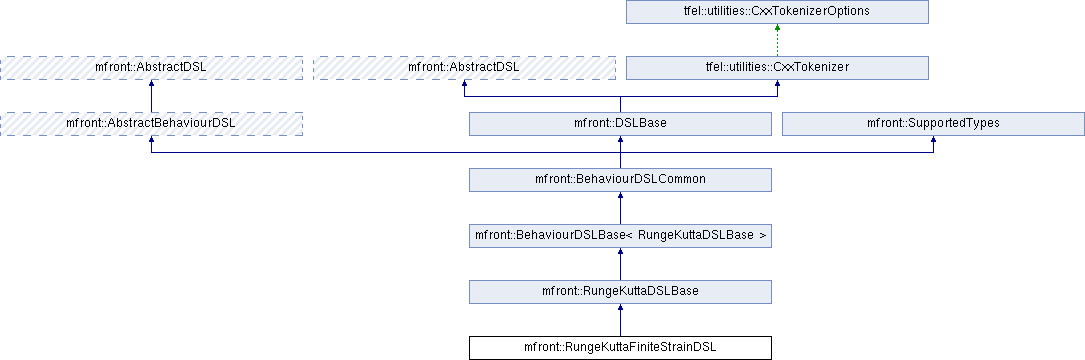 tfel::utilities::CxxTokenizerOptions
mfront::AbstractDSL
mfront::AbstractDSL
tfel::utilities::CxxTokenizer
mfront::AbstractBehaviourDSL
mfront::DSLBase
mfront::SupportedTypes
mfront::BehaviourDSLCommon
mfront::BehaviourDSLBase< RungeKuttaDSLBase >
mfront::RungeKuttaDSLBase
mfront::RungeKuttaFiniteStrainDSL